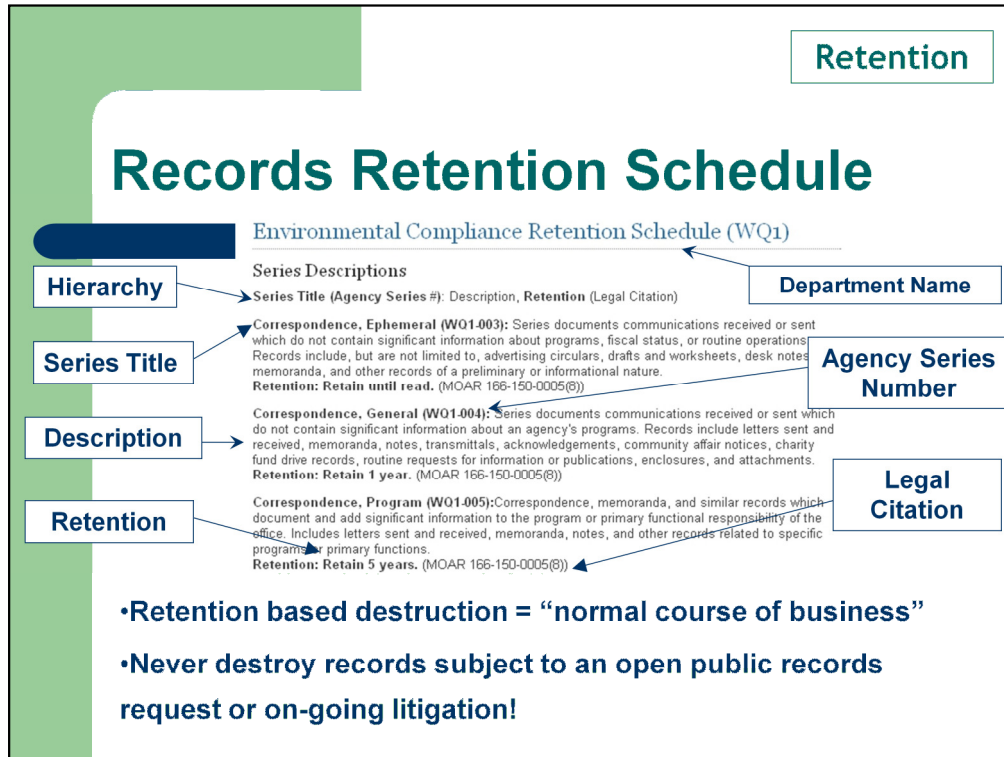 Retention
Records Retention Schedule
Environmental Compliance Retention Schedule (WQ1)
Series Descriptions
Hierarchy
Department Name
Series Title (Agency Series #): Description, Retention (Legal Citation)
Correspondence, Ephemeral (WQ1-003): Series documents communications received or sent
which do not contain significant information about programs, fiscal status, or routine operations
Series Title
Records include, but are not limited to, advertising circulars, drafts and worksheets, desk notes
memoranda, and other records of a preliminary or informational nature.
Retention: Retain until read. (MOAR 166-150-0005(8))
Agency Series
Number
Correspondence, General (WQ1-004): Series documents communications received or sent which
do not contain significant information about an agency's programs. Records include letters sent and
Description
received, memoranda, notes, transmittals, acknowledgements, community affair notices, charity
fund drive records, routine requests for information or publications, enclosures, and attachments.
Retention: Retain 1 year. (MOAR 166-150-0005(8))
Legal
Citation
Correspondence, Program (WQ1-005):Correspondence, memoranda, and similar records which
document and add significant information to the program or primary functional responsibility of the
Retention
office. Includes letters sent and received, memoranda, notes, and other records related to specific
programs or primary functions.
Retention: Retain 5 years. (MOAR 166-150-0005(8))
•Retention based destruction = “normal course of business”
•Never destroy records subject to an open public records
request or on-going litigation!